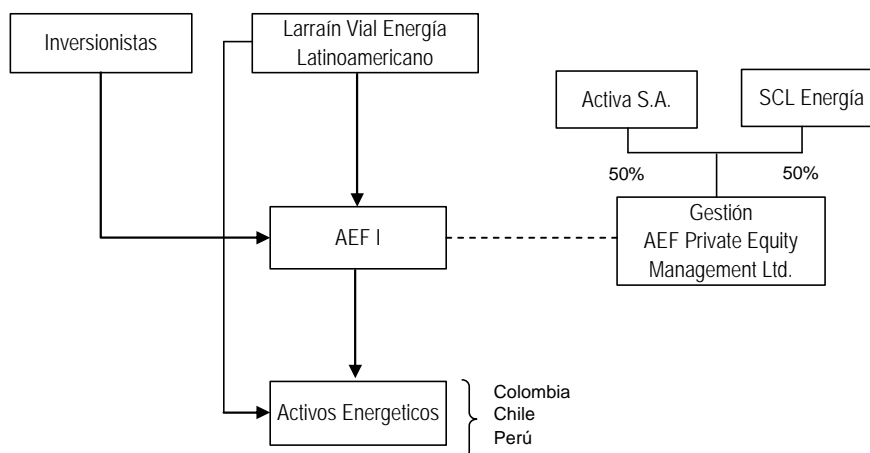 Inversionistas
Larraín Vial Energía
Latinoamericano
Activa S.A.
SCL Energía
50%
50%
AEF I
Gestión
AEF Private Equity
Management Ltd.
Activos Energeticos
Colombia
Chile
Perú